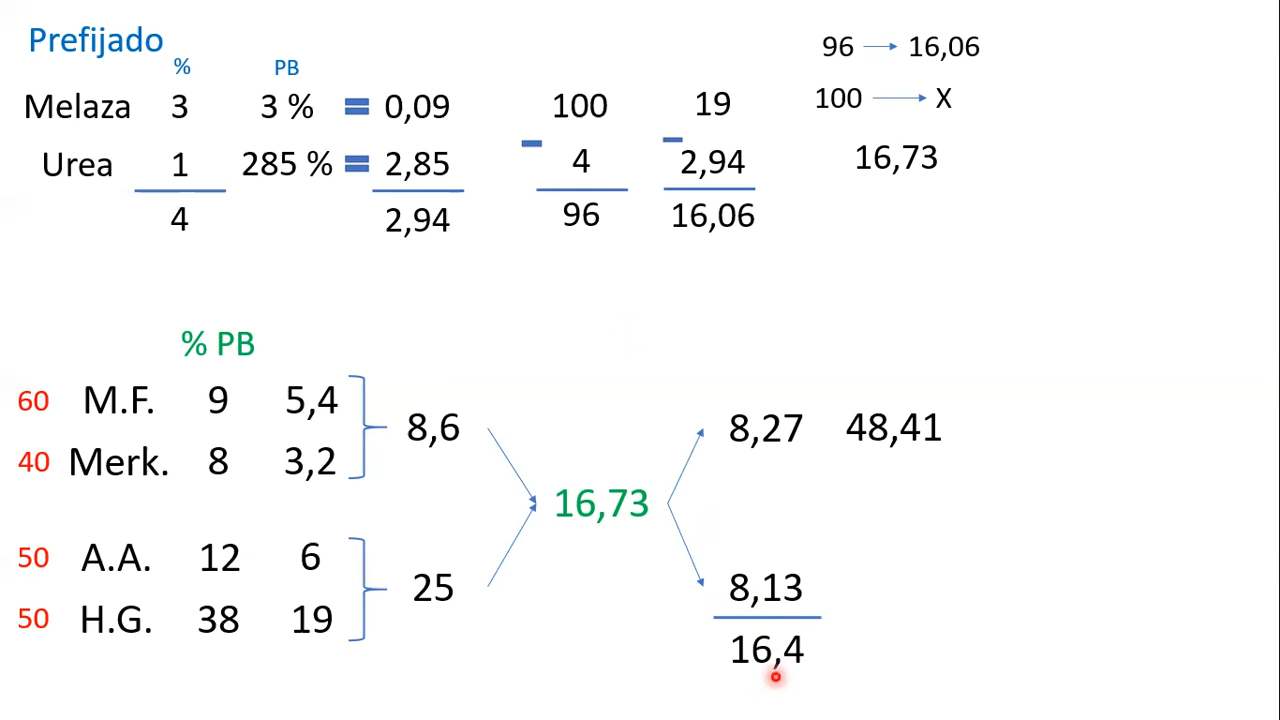 Prefijado
% PB
Melaza 3 3 % = 0,09
Urea 1 285 % = 2,85
4 2,94
100
- 4
96
19
- 2,94
16,06
96 → 16,06
100 → X
16,73
% PB
60 M.F. 9 5,4
40 Merk. 8 3,2
8,6
50 A.A. 12 6
50 H.G. 38 19
25
16,73
8,27 48,41
8,13
16,4